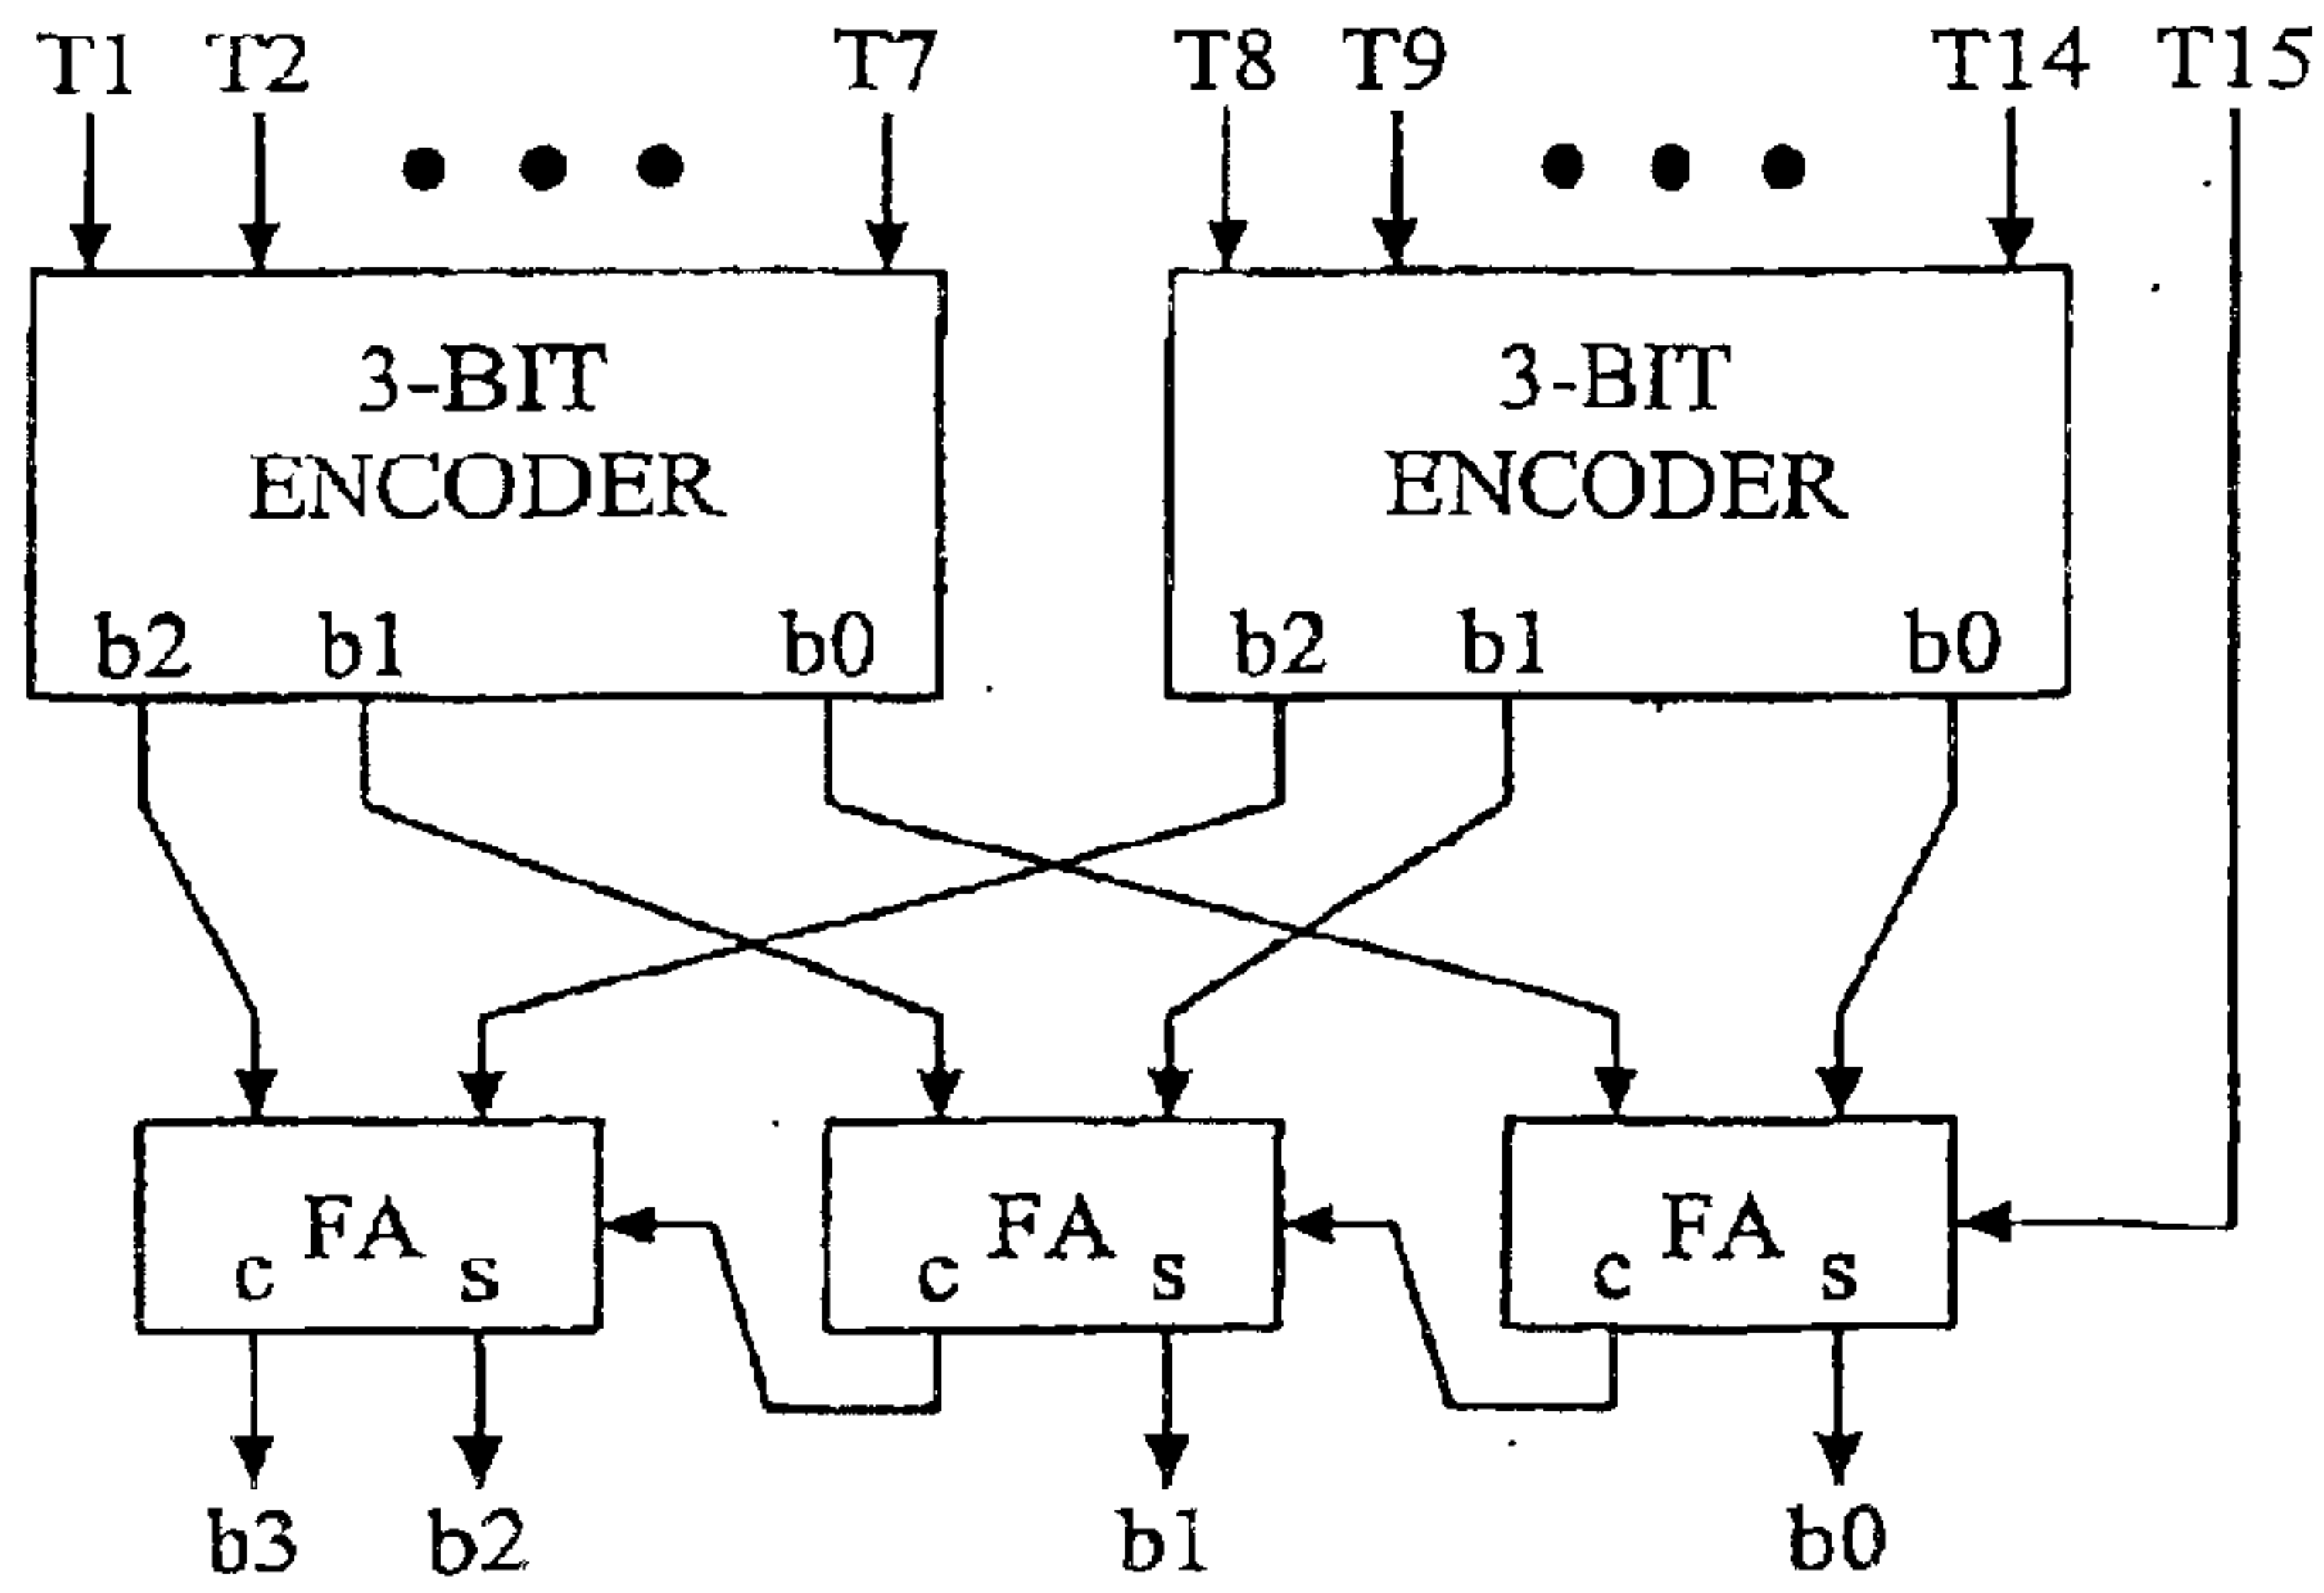 T1 T2 T7 T8 T9 T14 T15
3-BIT
ENCODER
b2 b1 b0
3-BIT
ENCODER
b2 b1 b0
FA
c s
FA
c s
FA
c s
b3 b2 b1 b0